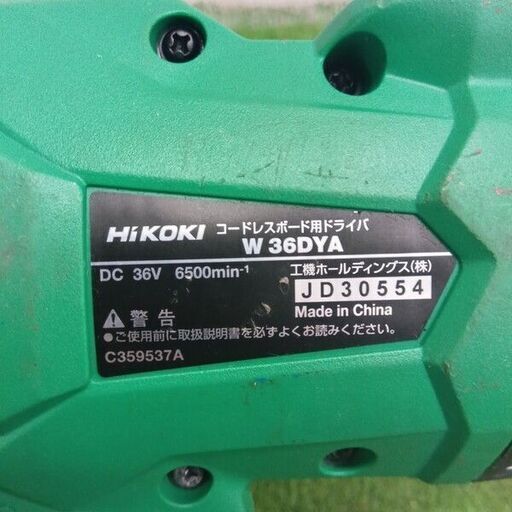 HiKOKI コードレスボード用ドライバ
W 36DYA
DC 36V 6500min⁻¹ 工機ホールディングス(株)
JD30554
Made in China
警告
●ご使用前に取扱説明書を必ずよくお読みください。
C359537A